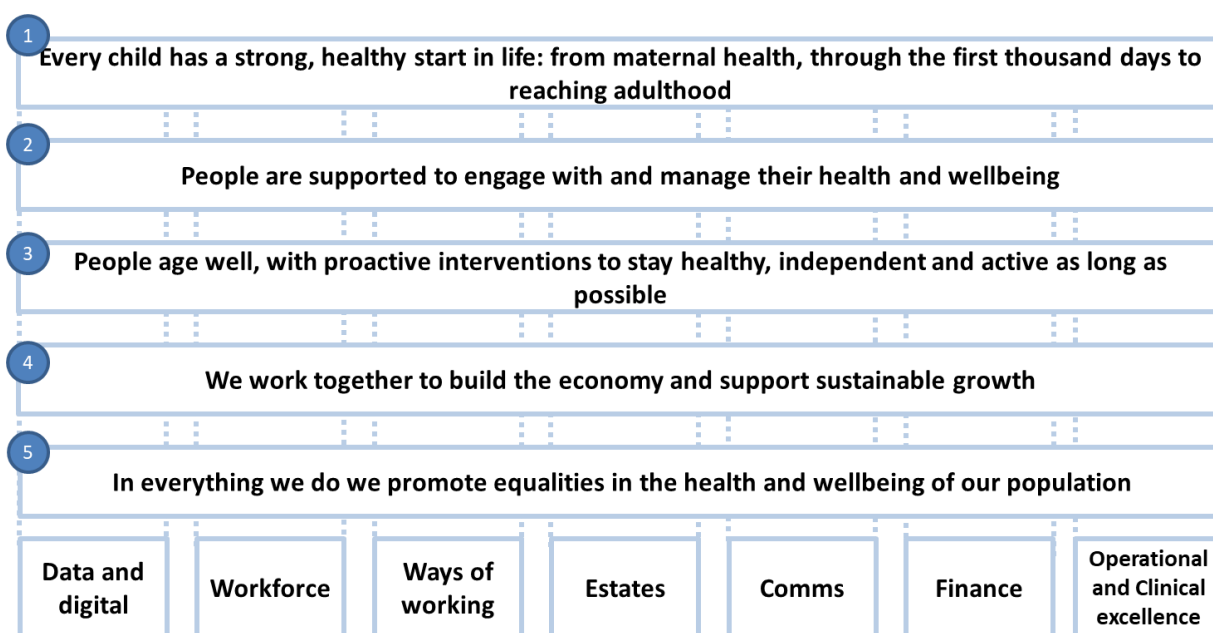 1
Every child has a strong, healthy start in life: from maternal health, through the first thousand days to
reaching adulthood
2
People are supported to engage with and manage their health and wellbeing
3
People age well, with proactive interventions to stay healthy, independent and active as long as
possible
4
We work together to build the economy and support sustainable growth
5
In everything we do we promote equalities in the health and wellbeing of our population
Data and
digital
Workforce
Ways of
working
Estates
Comms
Finance
Operational
and Clinical
excellence